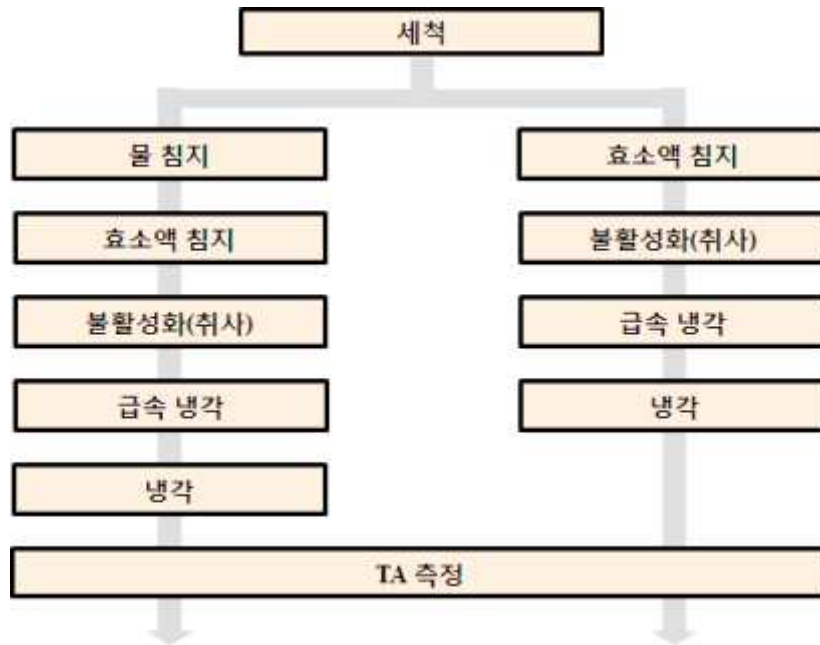 세척
물 침지
효소액 침지
효소액 침지
불활성화(취사)
불활성화(취사)
급속 냉각
급속 냉각
냉각
냉각
TA 측정